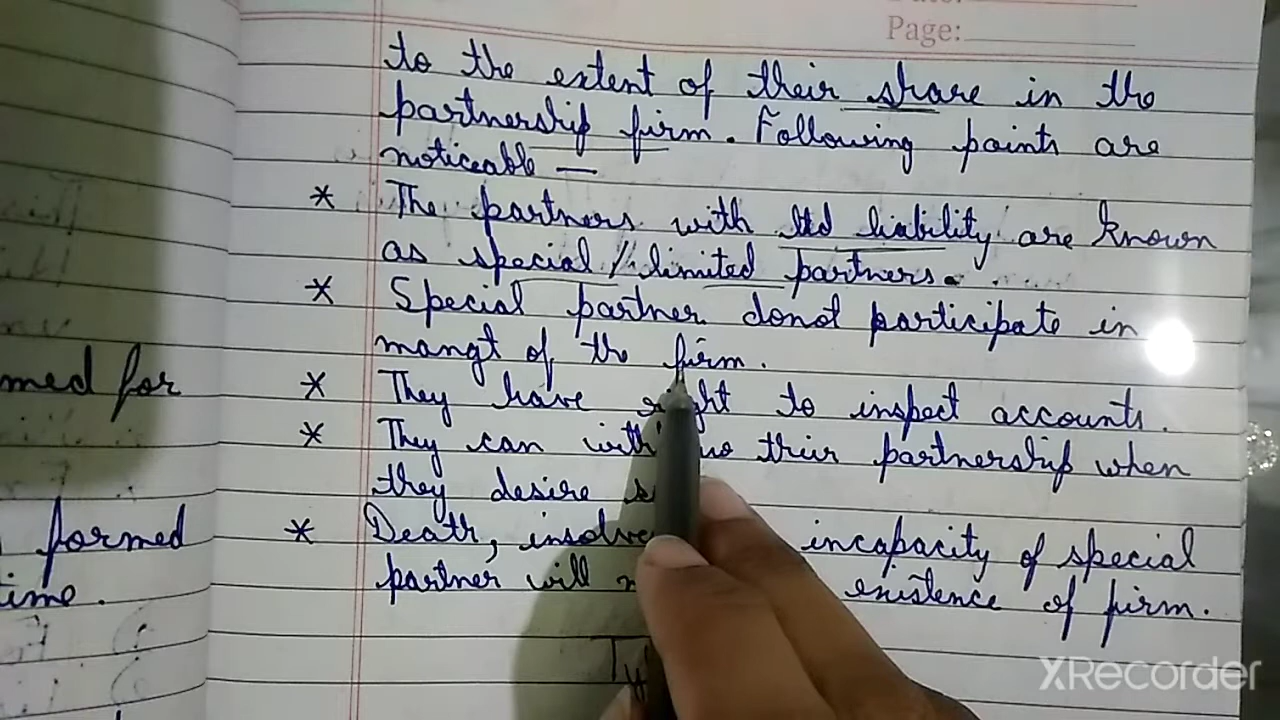 Page:
to the extent of their share in the
partnership firm. Following points are
noticable —
* The partners with ltd liability are known
as special / limited partners.
med for * Special partner donot participate in
mangt of the firm.
* They have right to inspect accounts.
* They can their partnership when
they desire
formed * Death, incapacity of special
time. partner will existence of firm.
XRecorder